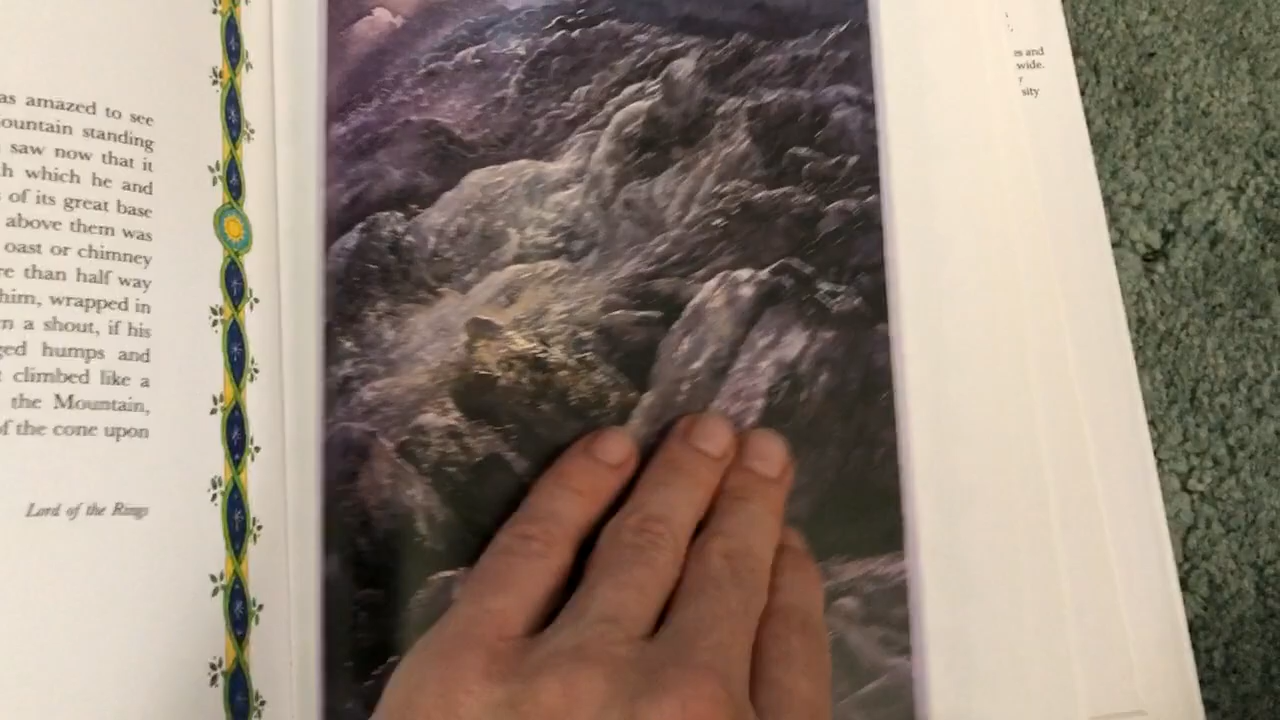 as amazed to see
ountain standing
saw now that it
h which he and
of its great base
above them was
oast or chimney
re than half way
him, wrapped in
n a shout, if his
ged humps and
climbed like a
the Mountain,
f the cone upon
Lord of the Rings
es and
wide.
r
sity